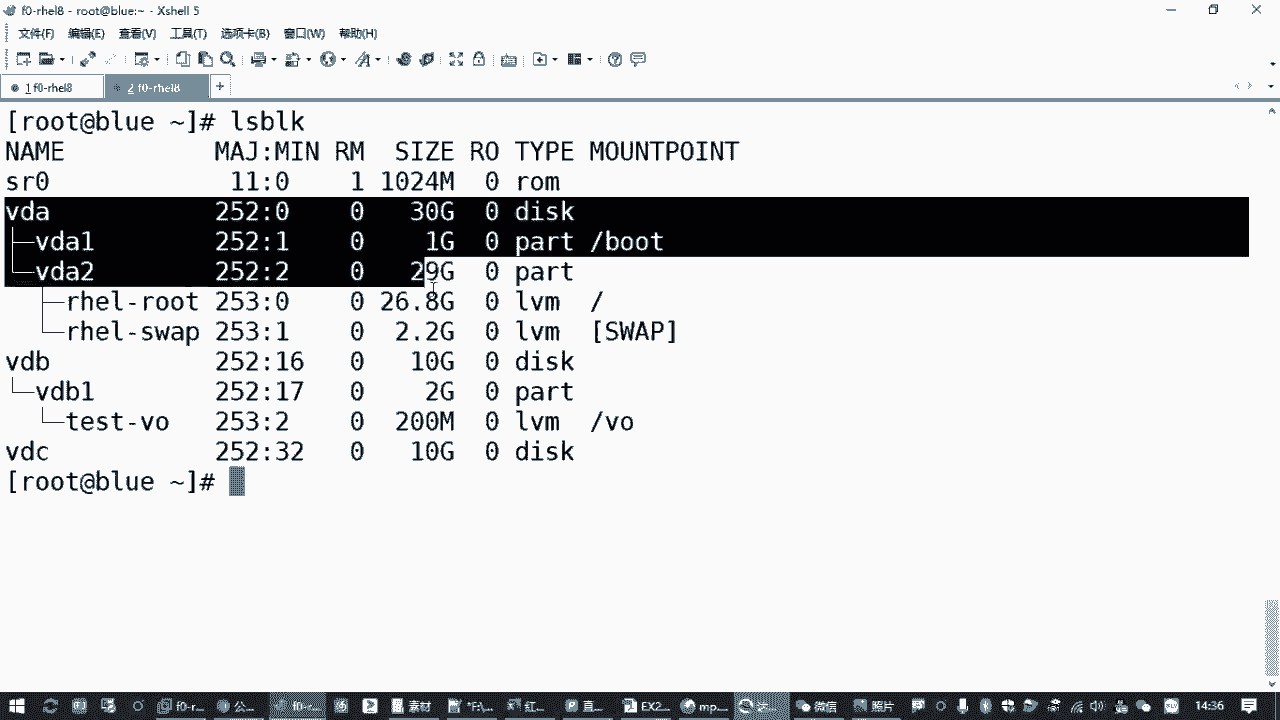 f0-rhel8 - root@blue:~ - Xshell 5
文件(F) 编辑(E) 查看(V) 工具(T) 选项卡(B) 窗口(W) 帮助(H)
1 f0-rhel8 2 f0-rhel8 +
[root@blue ~]# lsblk
NAME MAJ:MIN RM SIZE RO TYPE MOUNTPOINT
sr0 11:0 1 1024M 0 rom
vda 252:0 0 30G 0 disk
├─vda1 252:1 0 1G 0 part /boot
└─vda2 252:2 0 29G 0 part
├─rhel-root 253:0 0 26.8G 0 lvm /
└─rhel-swap 253:1 0 2.2G 0 lvm [SWAP]
vdb 252:16 0 10G 0 disk
└─vdb1 252:17 0 2G 0 part
└─test-vo 253:2 0 200M 0 lvm /vo
vdc 252:32 0 10G 0 disk
[root@blue ~]#
f0-r... 公... f0-... 素材 "F:\... 红... 直... EX2... mp... 微信 照片 14:36